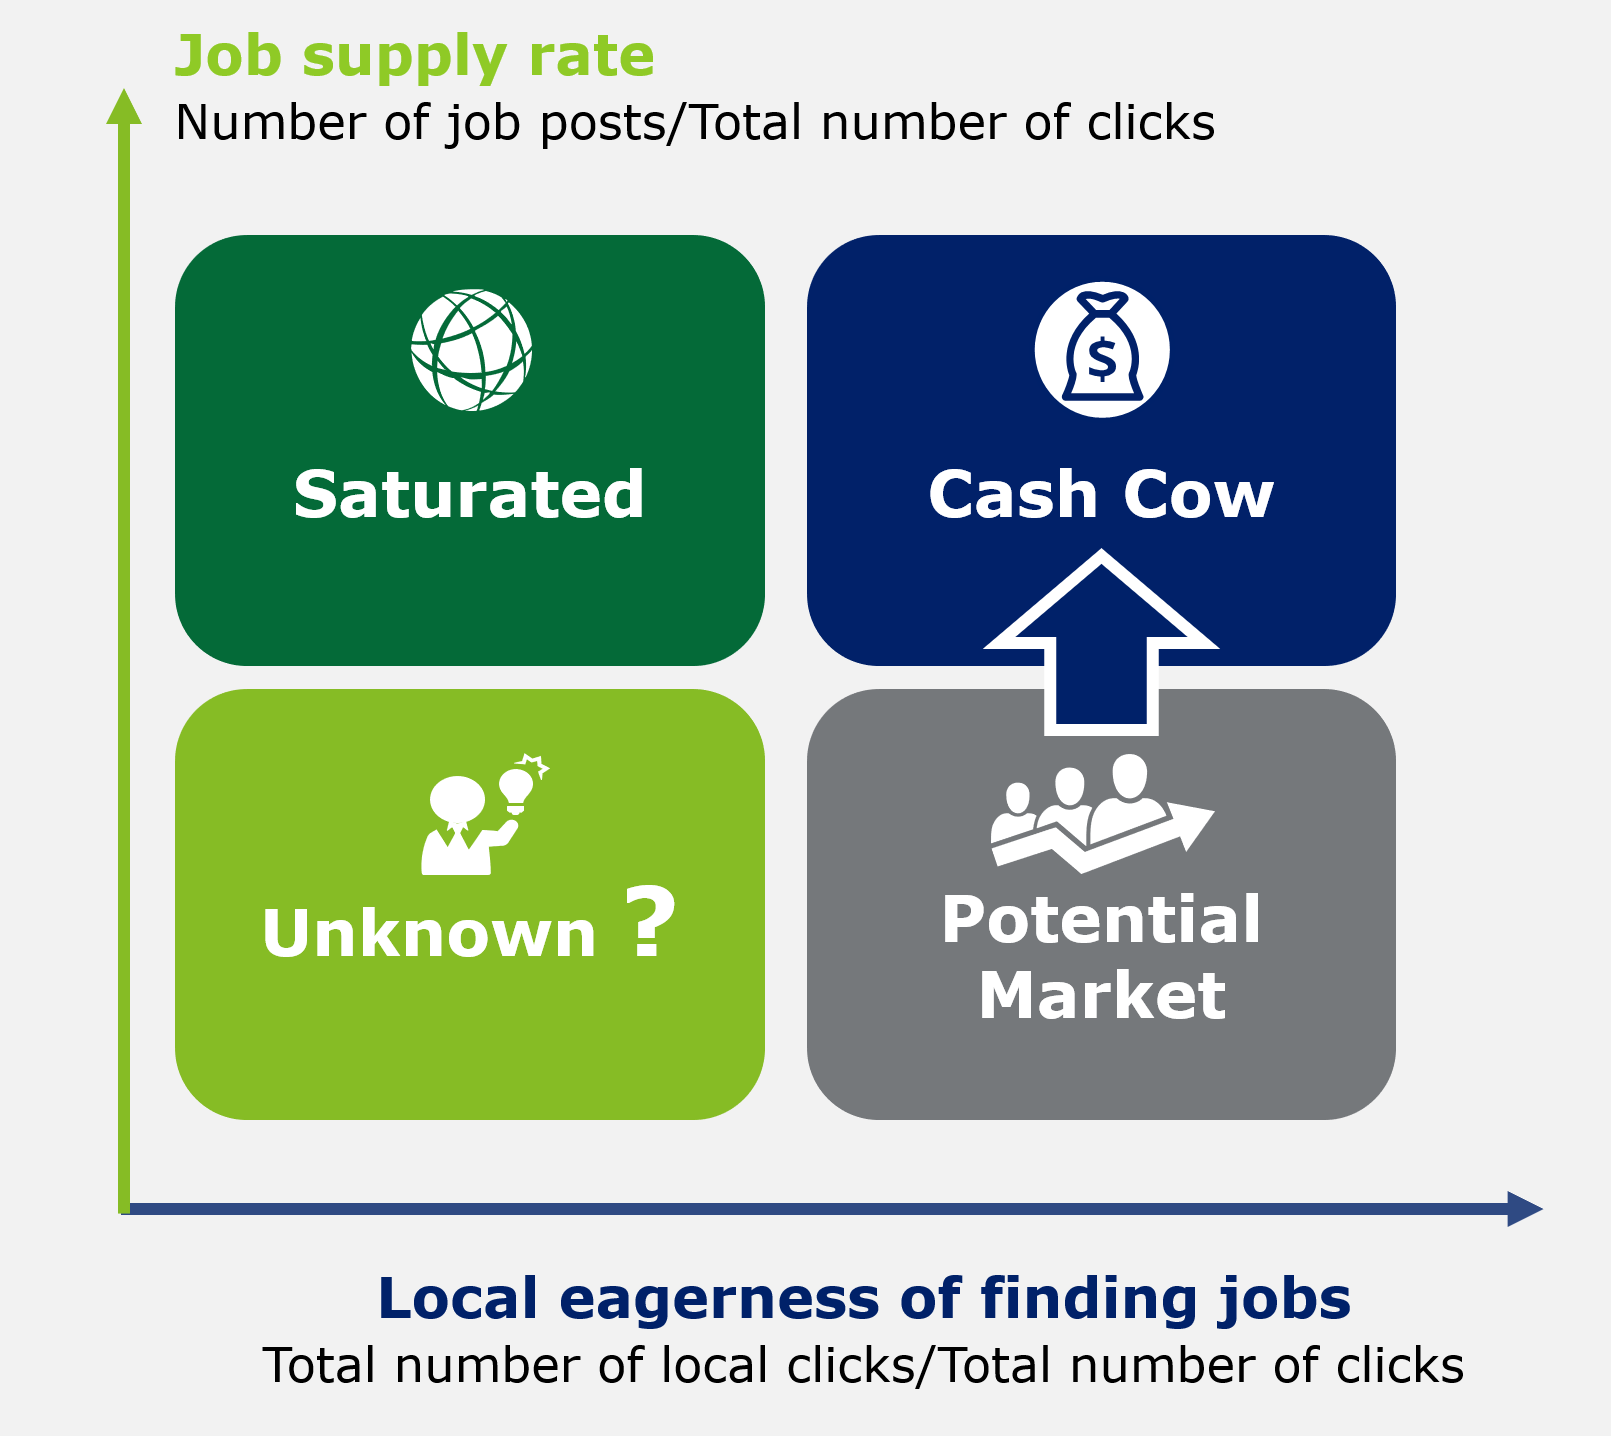 Job supply rate
Number of job posts/Total number of clicks
Saturated
$
Cash Cow
Unknown ?
Potential
Market
Local eagerness of finding jobs
Total number of local clicks/Total number of clicks